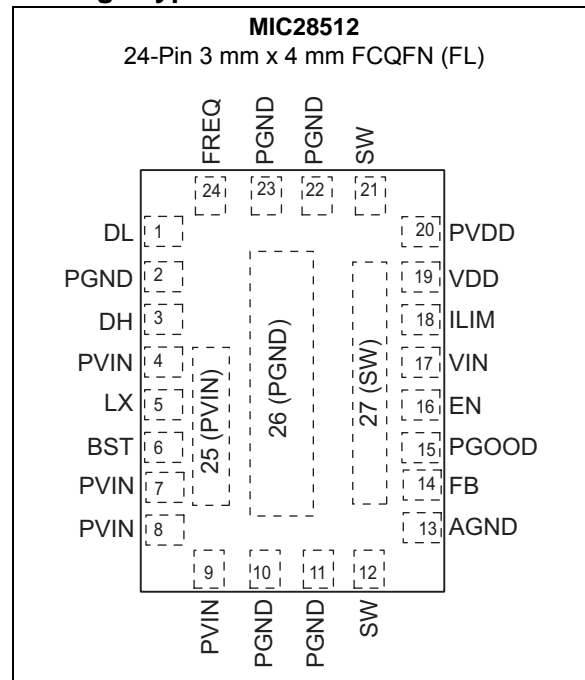 MIC28512
24-Pin 3 mm x 4 mm FCQFN (FL)
FREQ
PGND
PGND
SW
24
23
22
21
DL 1
20 PVDD
PGND 2
19 VDD
DH 3
18 ILIM
PVIN 4
17 VIN
LX 5
16 EN
BST 6
15 PGOOD
PVIN 7
14 FB
PVIN 8
13 AGND
25 (PVIN)
26 (PGND)
27 (SW)
9
10
11
12
PVIN
PGND
PGND
SW